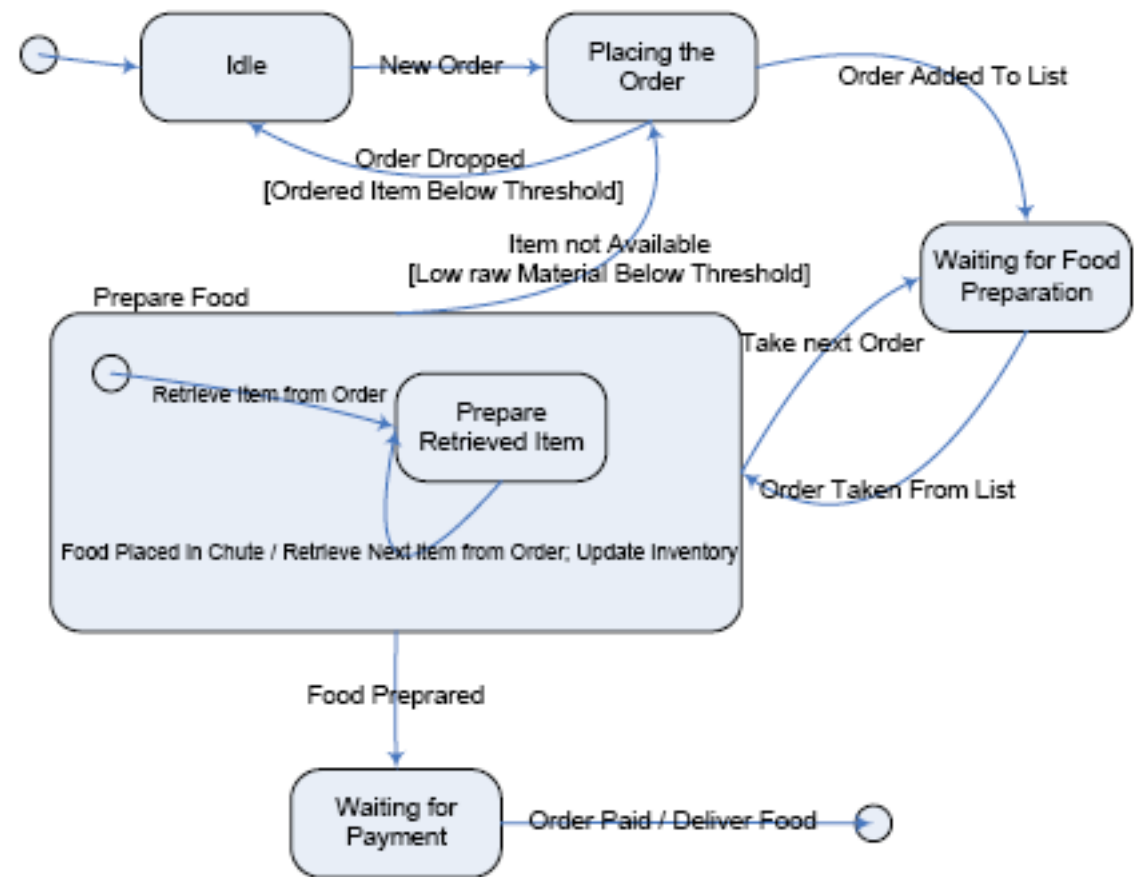 Idle
New Order
Placing the
Order
Order Added To List
Order Dropped
[Ordered Item Below Threshold]
Item not Available
[Low raw Material Below Threshold]
Waiting for Food
Preparation
Prepare Food
Take next Order
Retrieve Item from Order
Prepare
Retrieved Item
Order Taken From List
Food Placed In Chute / Retrieve Next Item from Order; Update Inventory
Food Preprared
Waiting for
Payment
Order Paid / Deliver Food